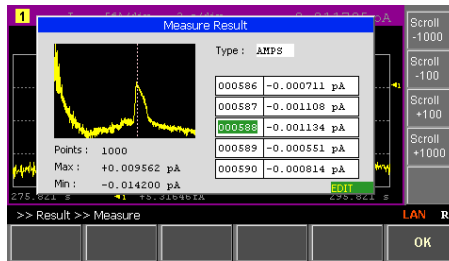 1
Measure Result
Type : AMPS
000586 -0.000711 pA
000587 -0.001108 pA
000588 -0.001134 pA
000589 -0.000551 pA
000590 -0.000814 pA
Points : 1000
Max : +0.009562 pA
Min : -0.014200 pA
EDIT
275.821 s
295.821 s
>> Result >> Measure
LAN R
Scroll
-1000
Scroll
-100
Scroll
+100
Scroll
+1000
OK